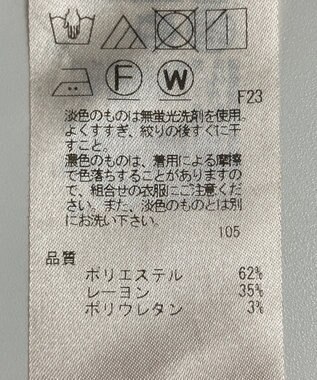 F W
F23
淡色のものは無蛍光洗剤を使用。
よくすすぎ、絞りの後すぐに干
すこと。
濃色のものは、着用による摩擦
で色落ちすることがありますの
で、組合せの衣服にご注意くだ
さい。また、淡色のものとは別
にお洗い下さい。
105
品質
ポリエステル 62%
レーヨン 35%
ポリウレタン 3%